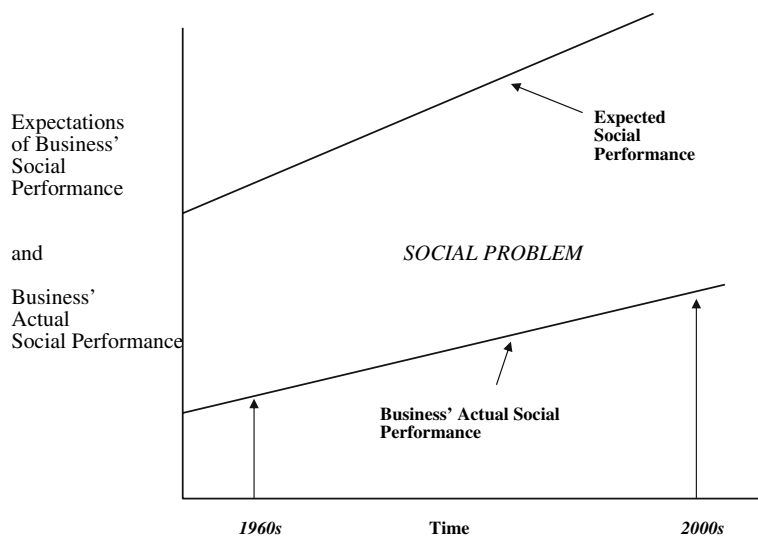 Expectations
of Business’
Social
Performance
and
Business’
Actual
Social Performance
Expected
Social
Performance
SOCIAL PROBLEM
Business’ Actual Social
Performance
1960s
Time
2000s